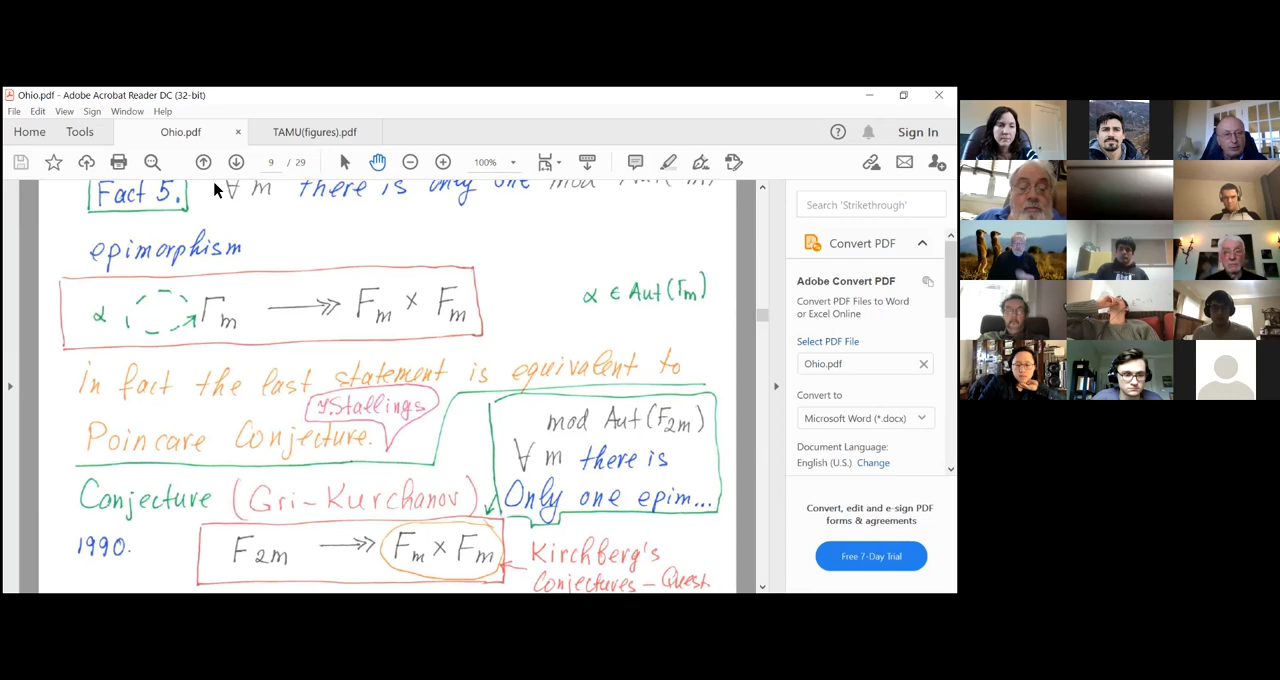 Ohio.pdf - Adobe Acrobat Reader DC (32-bit)
File Edit View Sign Window Help
Home Tools Ohio.pdf × TAMU(figures).pdf Sign In
9 / 29 100%
Fact 5. ∀ m there is only one mod
epimorphism
α Γm ↠ Fm × Fm α ∈ Aut(Γm)
in fact the last statement is equivalent to
Poincare Conjecture. J.Stallings
mod Aut(F2m)
∀ m there is
Only one epim...
Conjecture (Gri-Kurchanov)
1990. F2m ↠ Fm × Fm
Kirchberg's
Conjectures – Quest
Search 'Strikethrough'
Convert PDF
Adobe Convert PDF
Convert PDF Files to Word
or Excel Online
Select PDF File
Ohio.pdf
Convert to
Microsoft Word (*.docx)
Document Language:
English (U.S.) Change
Convert, edit and e-sign PDF
forms & agreements
Free 7-Day Trial